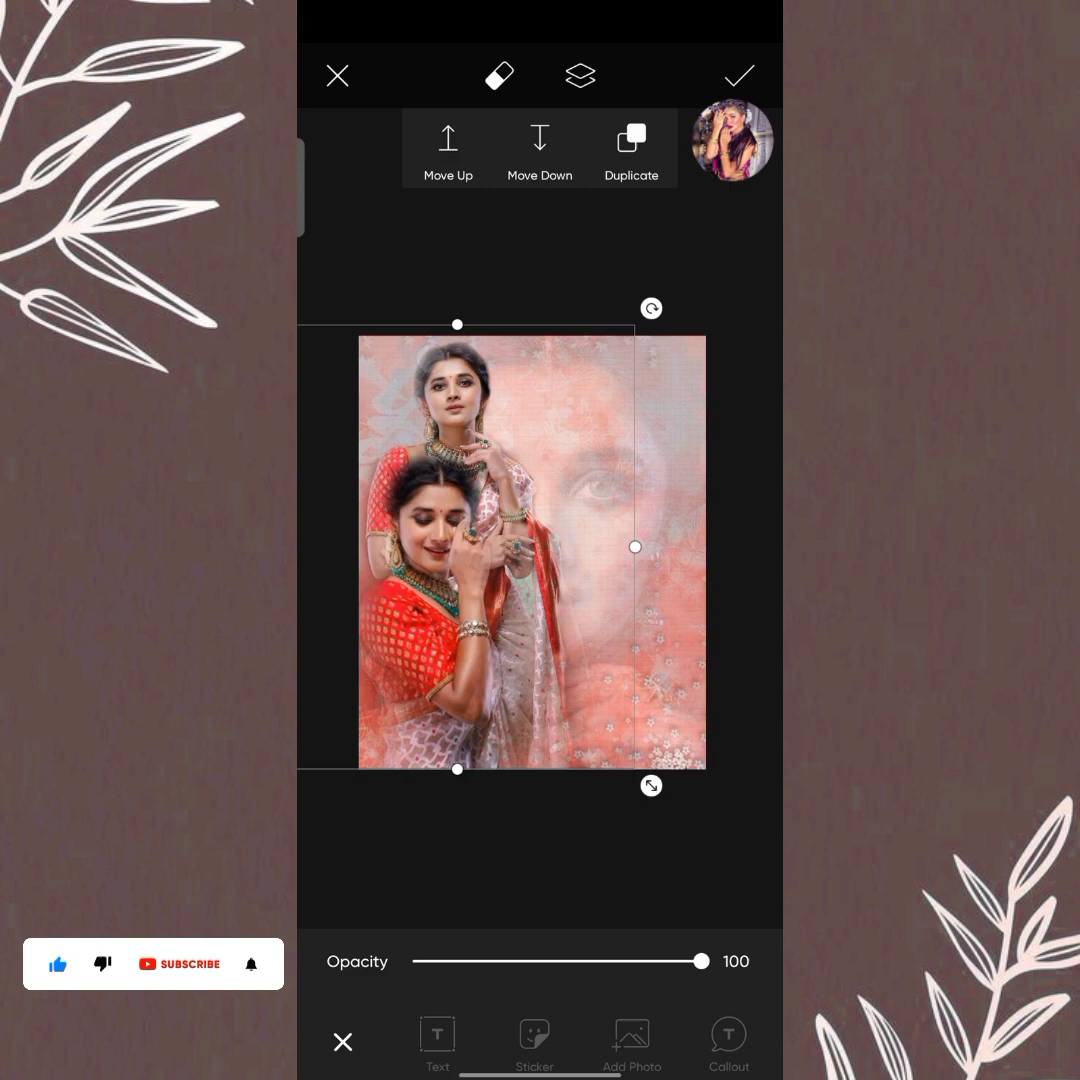 Move Up
Move Down
Duplicate
SUBSCRIBE
Opacity
100
T
T
Text
Sticker
Add Photo
Callout